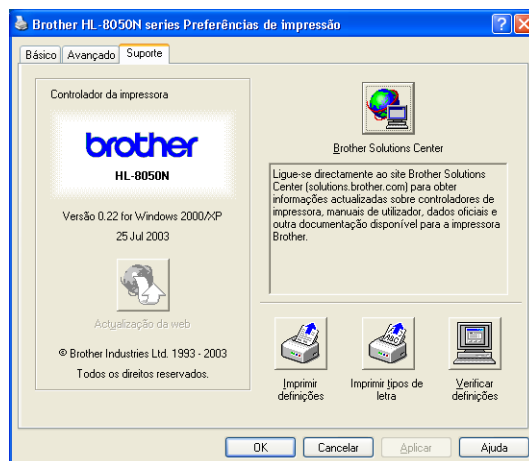 Brother HL-8050N series Preferências de impressão
Básico
Avançado
Suporte
Controlador da impressora
brother
HL-8050N
Versão 0.22 for Windows 2000/XP
25 Jul 2003
Actualização da web
© Brother Industries Ltd. 1993 - 2003
Todos os direitos reservados.
Brother Solutions Center
Ligue-se directamente ao site Brother Solutions
Center (solutions.brother.com) para obter
informações actualizadas sobre controladores de
impressora, manuais de utilizador, dados oficiais e
outra documentação disponível para a impressora
Brother.
Imprimir
definições
Imprimir tipos de
letra
Verificar
definições
OK
Cancelar
Aplicar
Ajuda